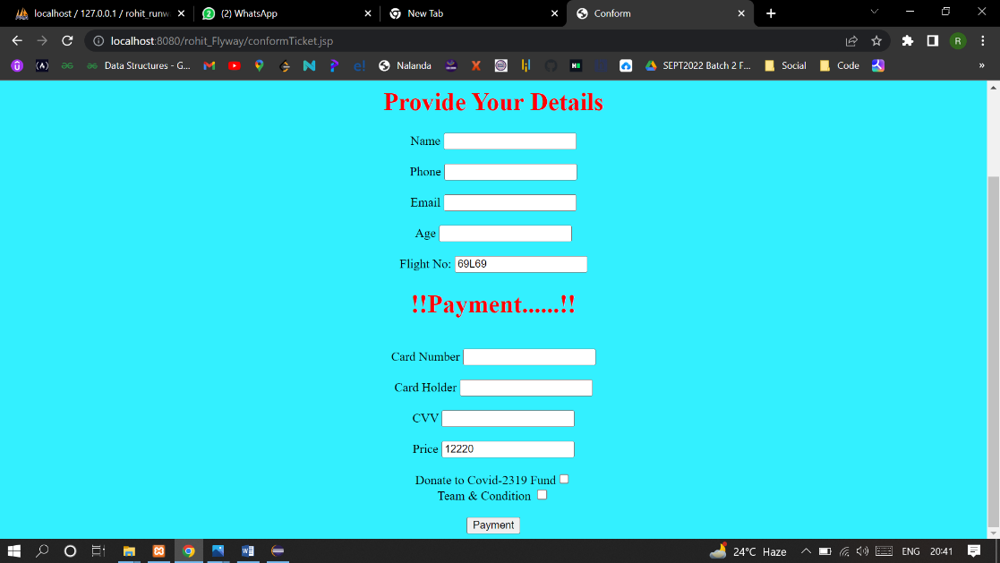 localhost / 127.0.0.1 / rohit_runw
(2) WhatsApp
New Tab
Conform
localhost:8080/rohit_Flyway/conformTicket.jsp
R
Data Structures - G...
Nalanda
SEPT2022 Batch 2 F...
Social
Code
»
Provide Your Details
Name
Phone
Email
Age
Flight No: 69L69
!!Payment......!!
Card Number
Card Holder
CVV
Price 12220
Donate to Covid-2319 Fund
Team & Condition
Payment
24°C Haze
ENG
20:41